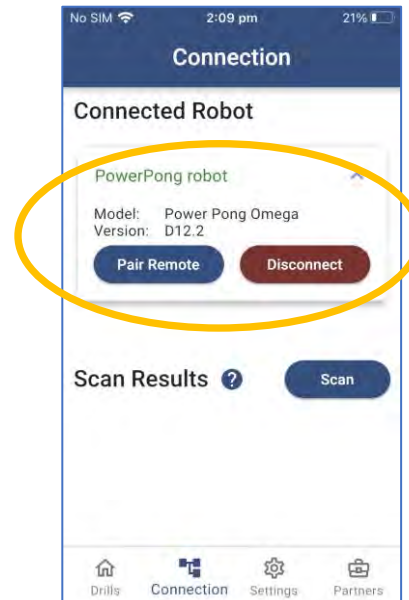 No SIM 2:09 pm 21%
Connection
Connected Robot
PowerPong robot
Model: Power Pong Omega
Version: D12.2
Pair Remote Disconnect
Scan Results ? Scan
Drills Connection Settings Partners